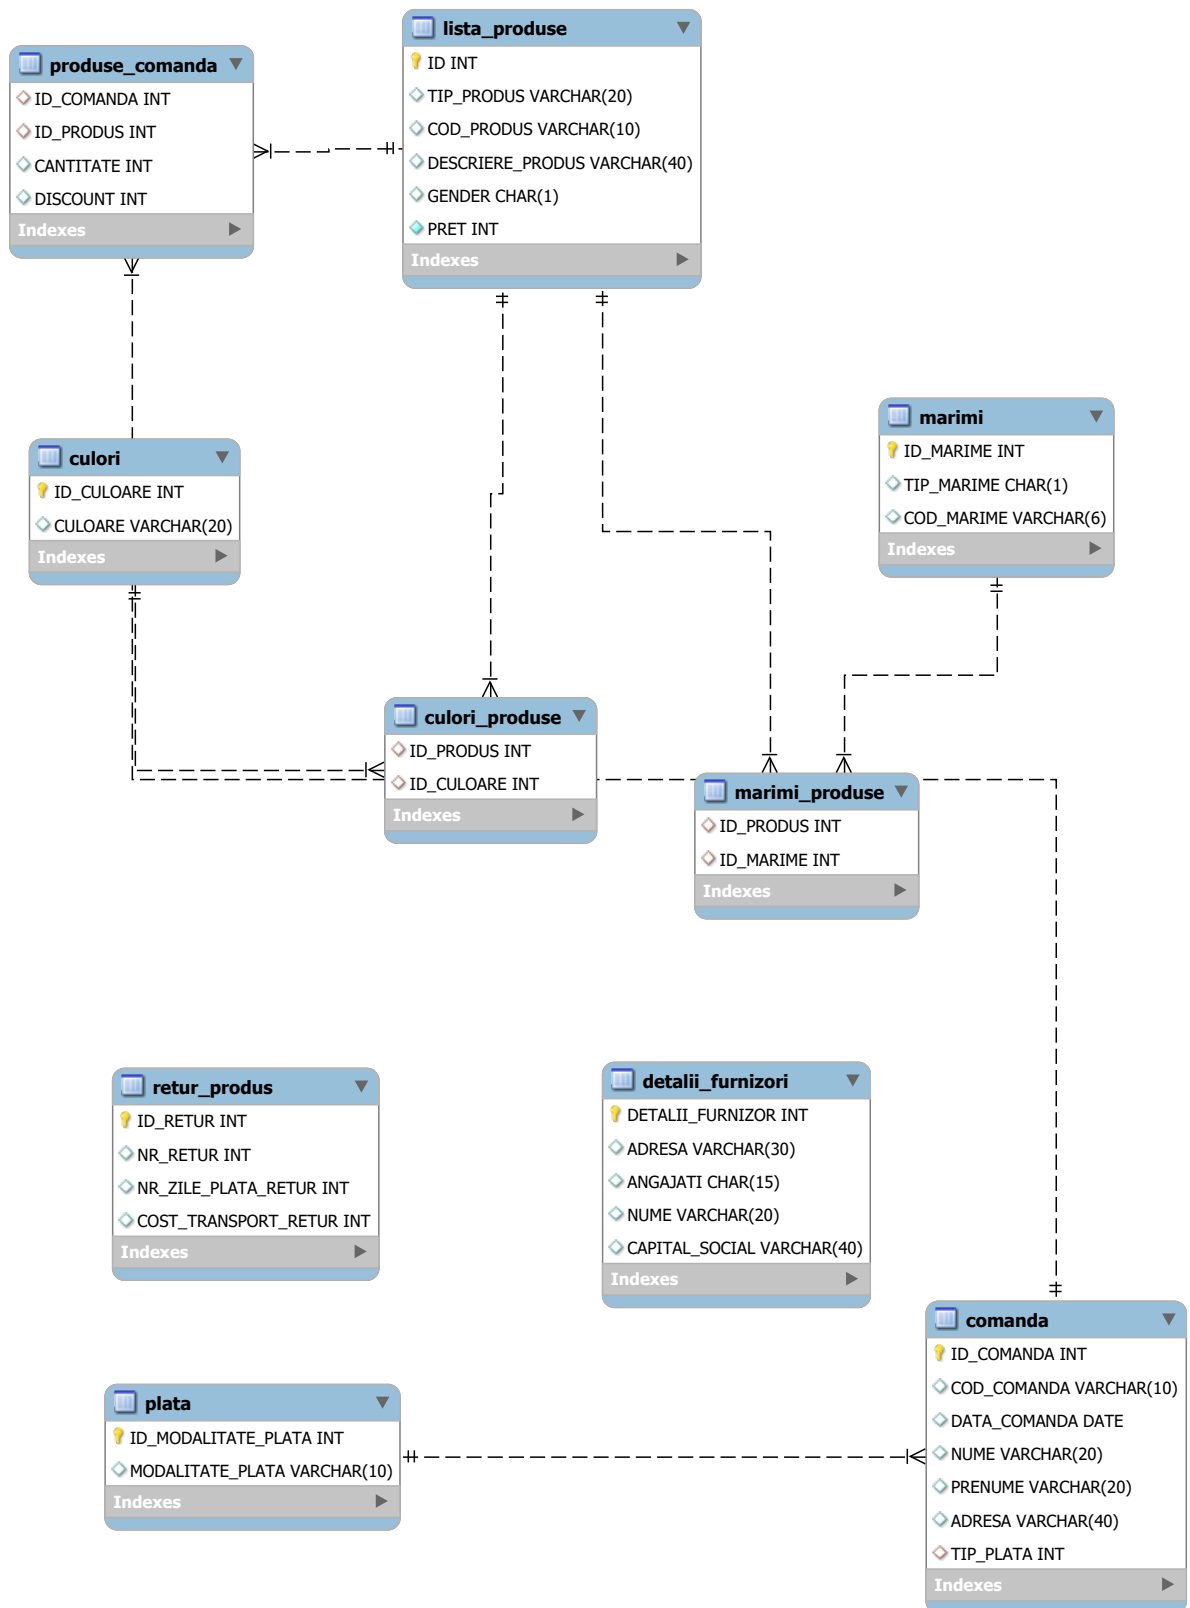 lista_produse
ID INT
TIP_PRODUS VARCHAR(20)
COD_PRODUS VARCHAR(10)
DESCRIERE_PRODUS VARCHAR(40)
GENDER CHAR(1)
PRET INT
Indexes
produse_comanda
ID_COMANDA INT
ID_PRODUS INT
CANTITATE INT
DISCOUNT INT
Indexes
marimi
ID_MARIME INT
TIP_MARIME CHAR(1)
COD_MARIME VARCHAR(6)
Indexes
culori
ID_CULOARE INT
CULOARE VARCHAR(20)
Indexes
culori_produse
ID_PRODUS INT
ID_CULOARE INT
Indexes
marimi_produse
ID_PRODUS INT
ID_MARIME INT
Indexes
retur_produs
ID_RETUR INT
NR_RETUR INT
NR_ZILE_PLATA_RETUR INT
COST_TRANSPORT_RETUR INT
Indexes
detalii_furnizori
DETALII_FURNIZOR INT
ADRESA VARCHAR(30)
ANGAJATI CHAR(15)
NUME VARCHAR(20)
CAPITAL_SOCIAL VARCHAR(40)
Indexes
comanda
ID_COMANDA INT
COD_COMANDA VARCHAR(10)
DATA_COMANDA DATE
NUME VARCHAR(20)
PRENUME VARCHAR(20)
ADRESA VARCHAR(40)
TIP_PLATA INT
Indexes
plata
ID_MODALITATE_PLATA INT
MODALITATE_PLATA VARCHAR(10)
Indexes